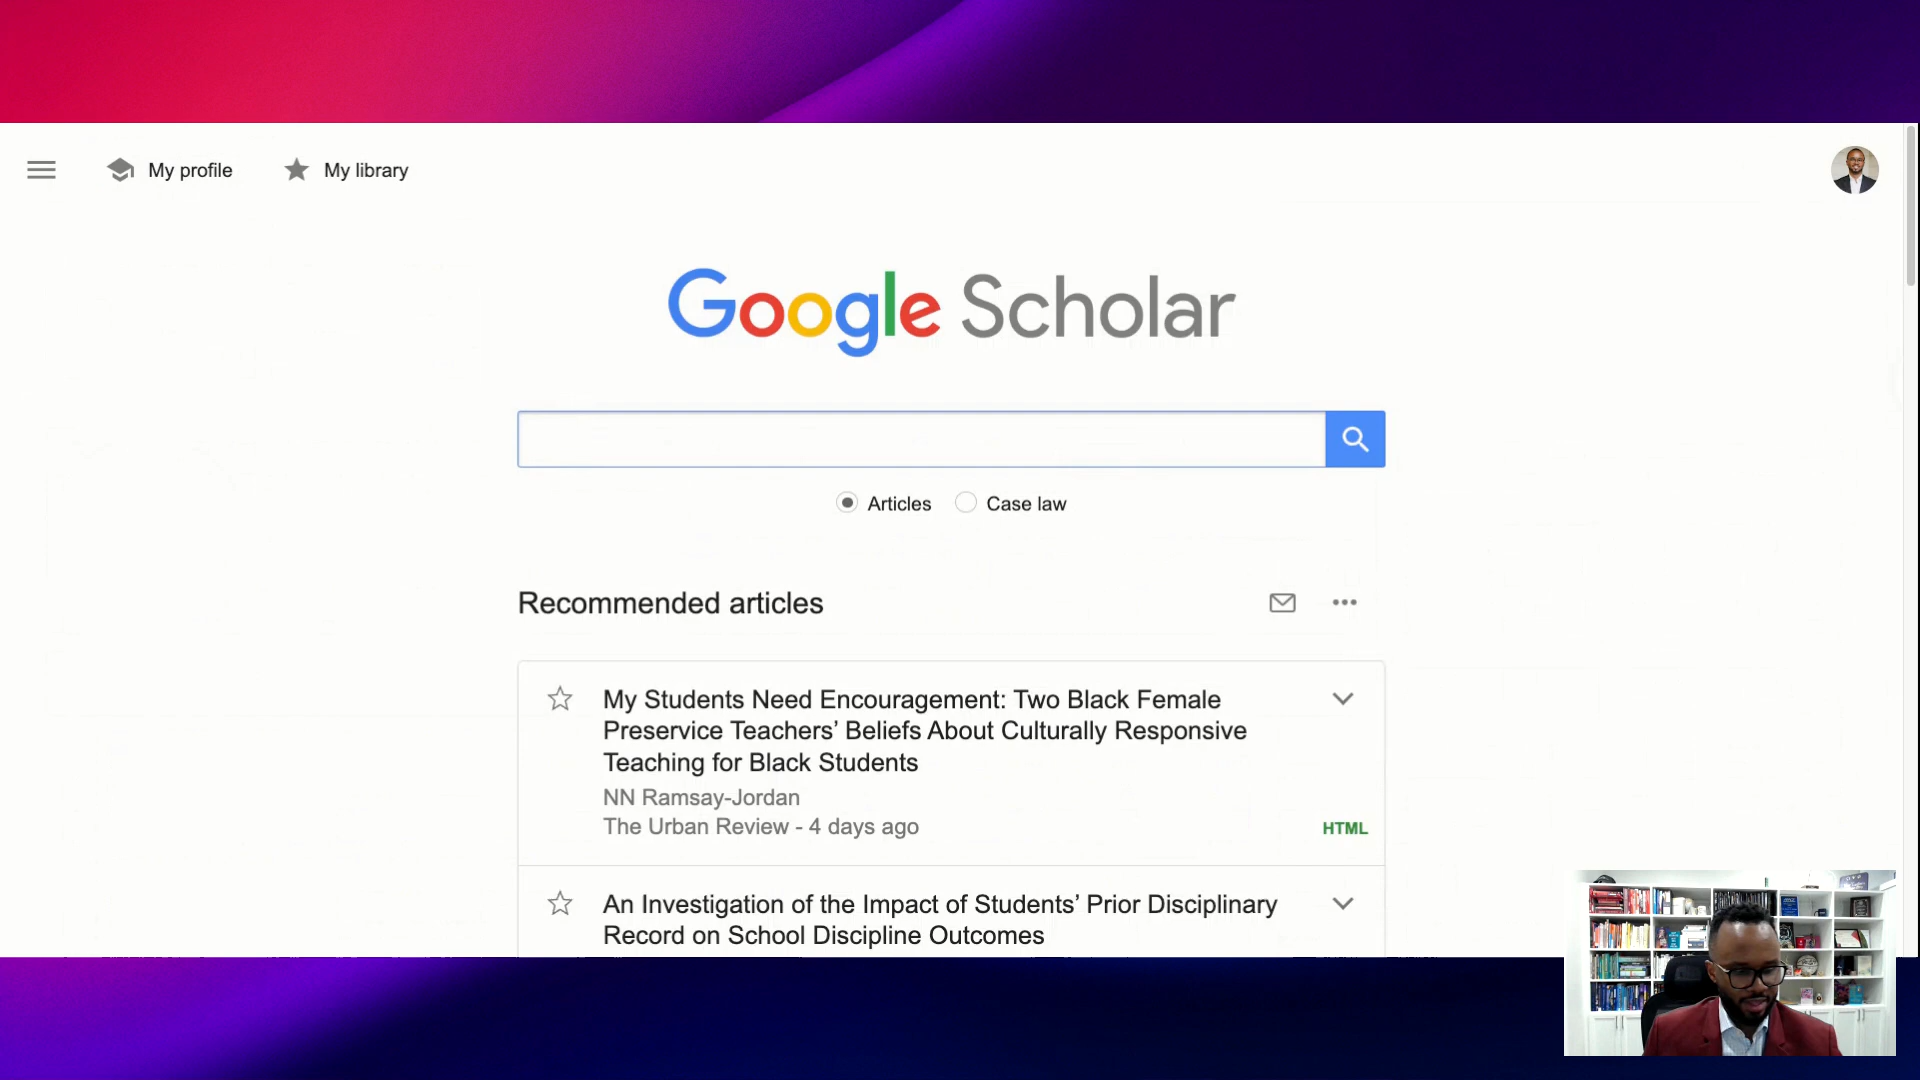 My profile
My library
Google Scholar
Articles
Case law
Recommended articles
My Students Need Encouragement: Two Black Female
Preservice Teachers’ Beliefs About Culturally Responsive
Teaching for Black Students
NN Ramsay-Jordan
The Urban Review - 4 days ago
HTML
An Investigation of the Impact of Students’ Prior Disciplinary
Record on School Discipline Outcomes